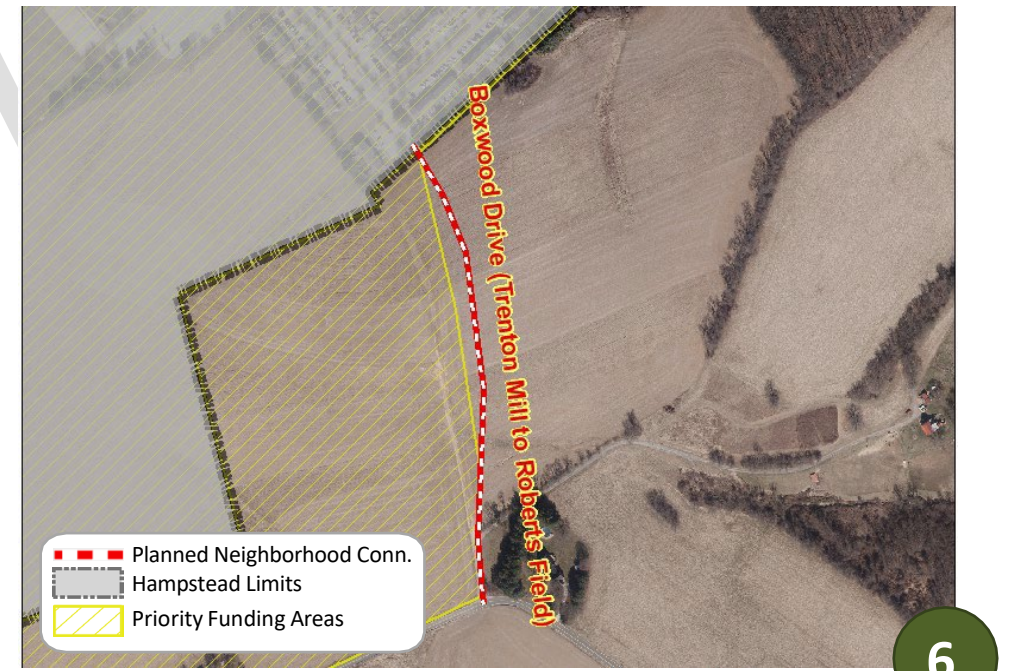 Boxwood Drive (Trenton Mill to Roberts Field)
Planned Neighborhood Conn.
Hampstead Limits
Priority Funding Areas
6